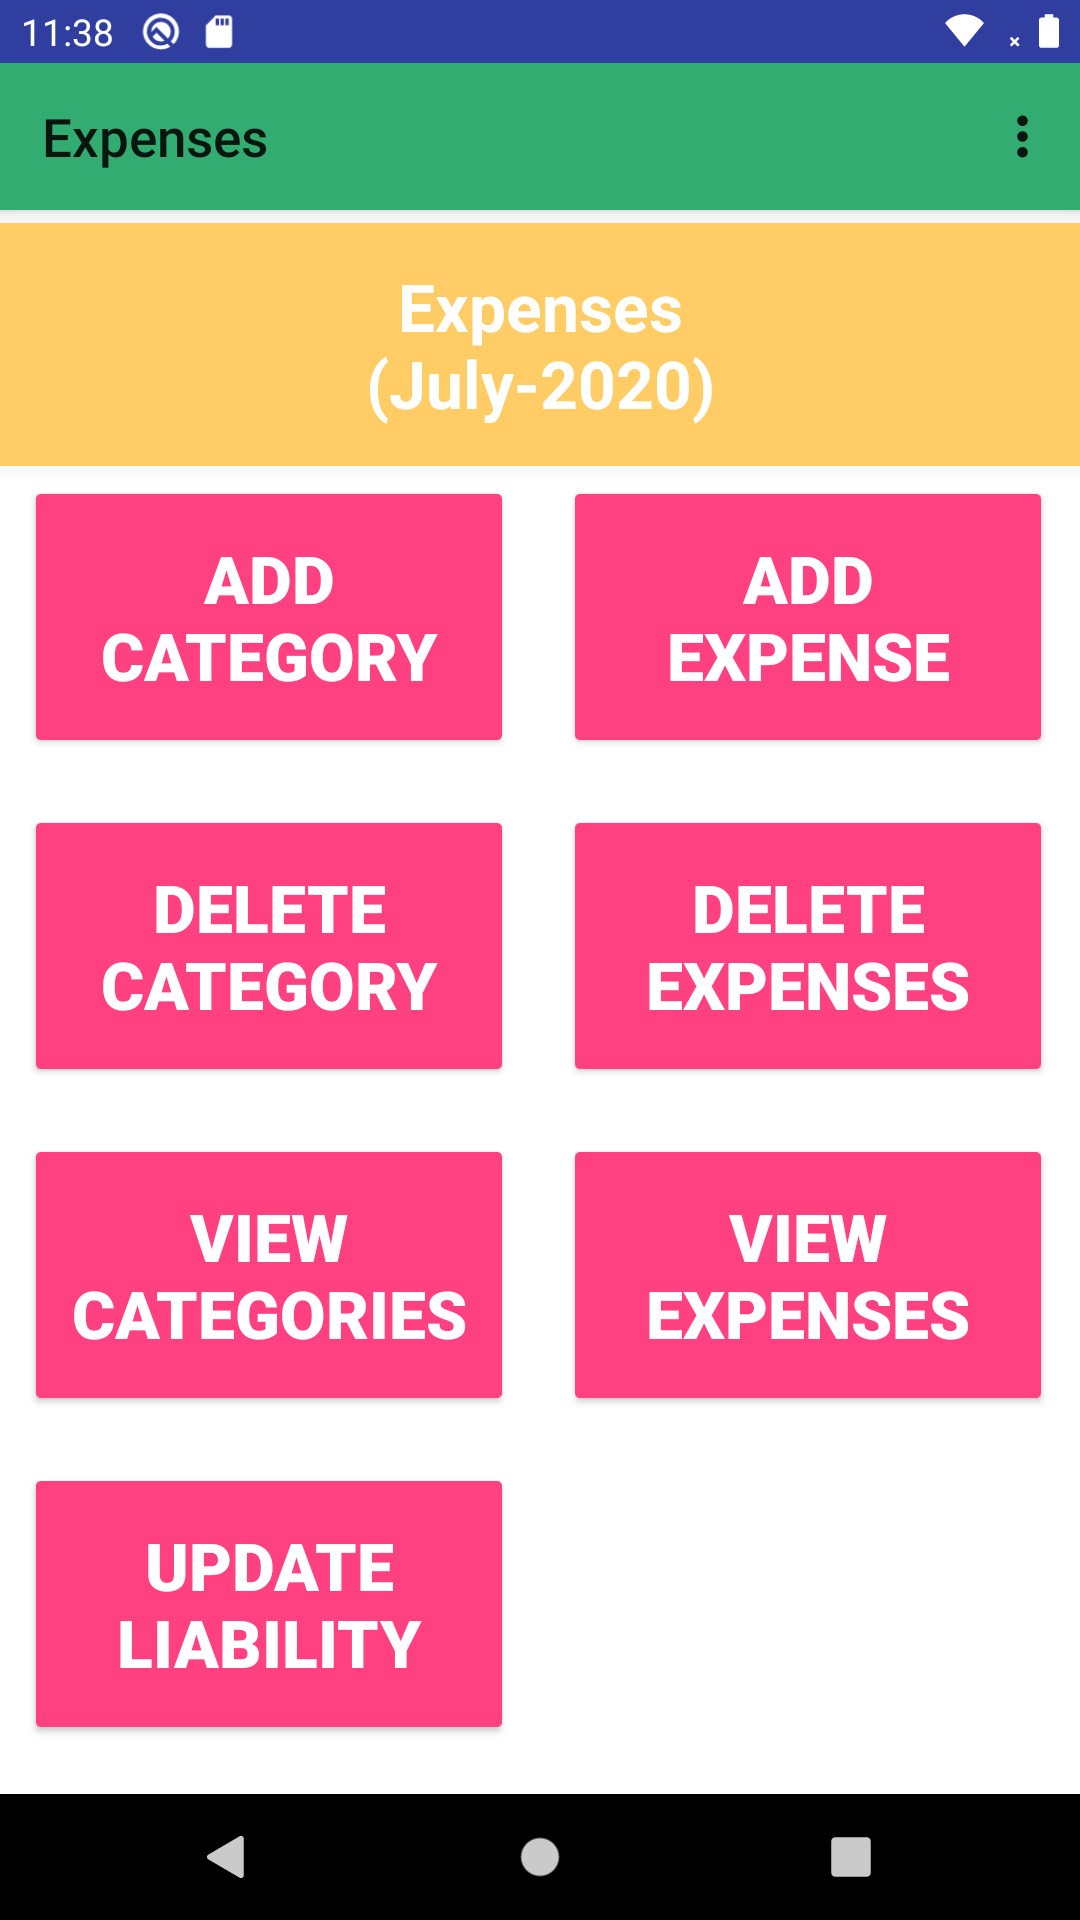 11:38
Expenses
Expenses
(July-2020)
ADD
CATEGORY
ADD
EXPENSE
DELETE
CATEGORY
DELETE
EXPENSES
VIEW
CATEGORIES
VIEW
EXPENSES
UPDATE
LIABILITY